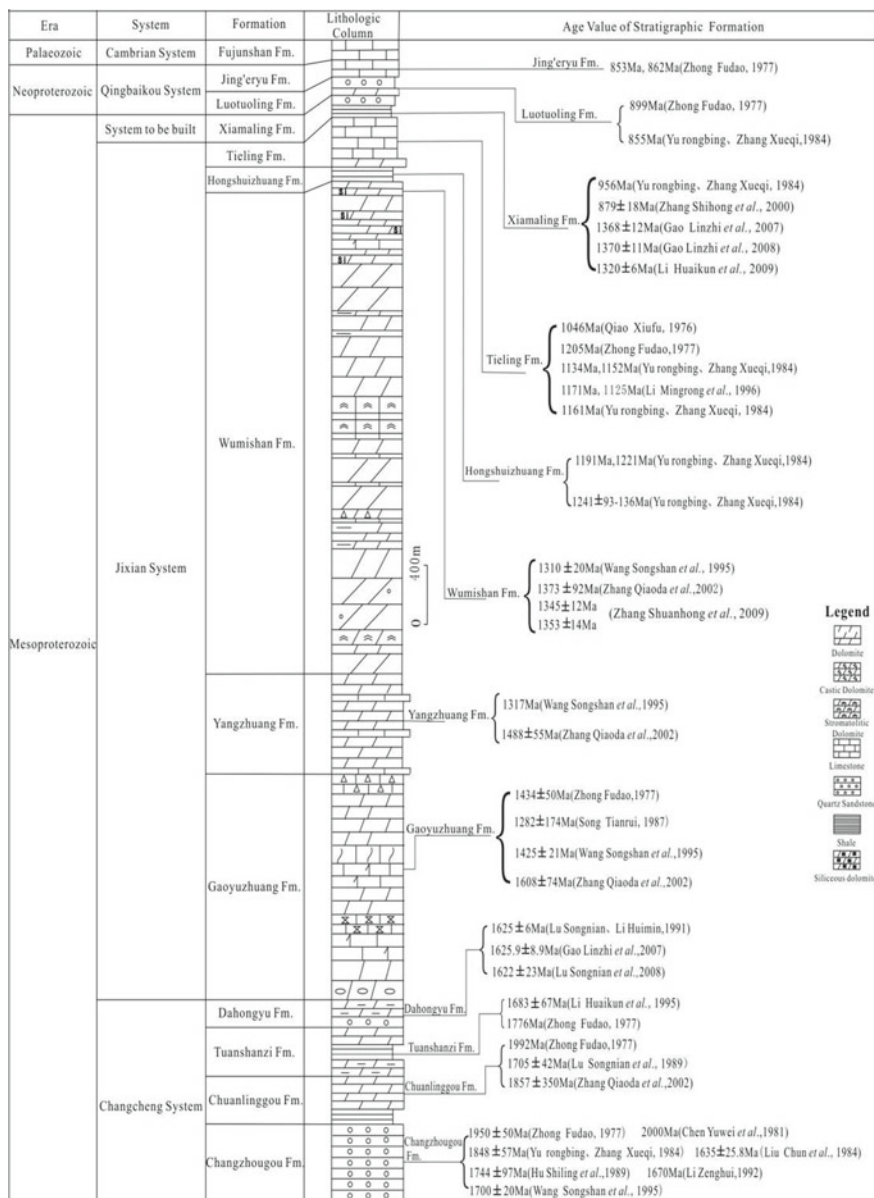 Era System Formation Lithologic Column Age Value of Stratigraphic Formation
Palaeozoic Cambrian System Fujunshan Fm.
Jing'eryu Fm. 853Ma, 862Ma(Zhong Fudao, 1977)
Neoproterozoic Qingbaikou System Jing'eryu Fm.
Luotuoling Fm.
Luotuoling Fm. 899Ma(Zhong Fudao, 1977)
855Ma(Yu rongbing、Zhang Xueqi,1984)
System to be built Xiamaling Fm.
Tieling Fm.
Hongshuizhuang Fm.
Xiamaling Fm. 956Ma(Yu rongbing、Zhang Xueqi, 1984)
879±18Ma(Zhang Shihong et al., 2000)
1368±12Ma(Gao Linzhi et al., 2007)
1370±11Ma(Gao Linzhi et al., 2008)
1320±6Ma(Li Huaikun et al., 2009)
Si
Si
Si
Si
Tieling Fm. 1046Ma(Qiao Xiufu, 1976)
1205Ma(Zhong Fudao,1977)
1134Ma,1152Ma(Yu rongbing、Zhang Xueqi,1984)
1171Ma, 1125Ma(Li Mingrong et al., 1996)
1161Ma(Yu rongbing、Zhang Xueqi, 1984)
Wumishan Fm.
Hongshuizhuang Fm. 1191Ma,1221Ma(Yu rongbing、Zhang Xueqi,1984)
1241±93-136Ma(Yu rongbing、Zhang Xueqi,1984)
Jixian System
0 400m
Wumishan Fm. 1310±20Ma(Wang Songshan et al., 1995)
1373±92Ma(Zhang Qiaoda et al.,2002)
1345±12Ma
1353±14Ma
(Zhang Shuanhong et al., 2009)
Mesoproterozoic
Yangzhuang Fm.
Yangzhuang Fm. 1317Ma(Wang Songshan et al.,1995)
1488±55Ma(Zhang Qiaoda et al.,2002)
Gaoyuzhuang Fm.
Gaoyuzhuang Fm. 1434±50Ma(Zhong Fudao,1977)
1282±174Ma(Song Tianrui, 1987)
1425±21Ma(Wang Songshan et al.,1995)
1608±74Ma(Zhang Qiaoda et al.,2002)
Dahongyu Fm.
Dahongyu Fm. 1625±6Ma(Lu Songnian、Li Huimin,1991)
1625.9±8.9Ma(Gao Linzhi et al.,2007)
1622±23Ma(Lu Songnian et al.,2008)
Tuanshanzi Fm.
Tuanshanzi Fm. 1683±67Ma(Li Huaikun et al., 1995)
1776Ma(Zhong Fudao, 1977)
Changcheng System
Chuanlinggou Fm.
Chuanlinggou Fm. 1992Ma(Zhong Fudao,1977)
1705±42Ma(Lu Songnian et al., 1989)
1857±350Ma(Zhang Qiaoda et al.,2002)
Changzhougou Fm.
Changzhougou Fm. 1950±50Ma(Zhong Fudao, 1977) 2000Ma(Chen Yuwei et al.,1981)
1848±57Ma(Yu rongbing、Zhang Xueqi, 1984) 1635±25.8Ma(Liu Chun et al., 1984)
1744±97Ma(Hu Shiling et al.,1989) 1670Ma(Li Zenghui,1992)
1700±20Ma(Wang Songshan et al., 1995)
Legend
Dolomite
Castic Dolomite
Stromatolitic Dolomite
Limestone
Quartz Sandstone
Shale
Siliceous dolomite